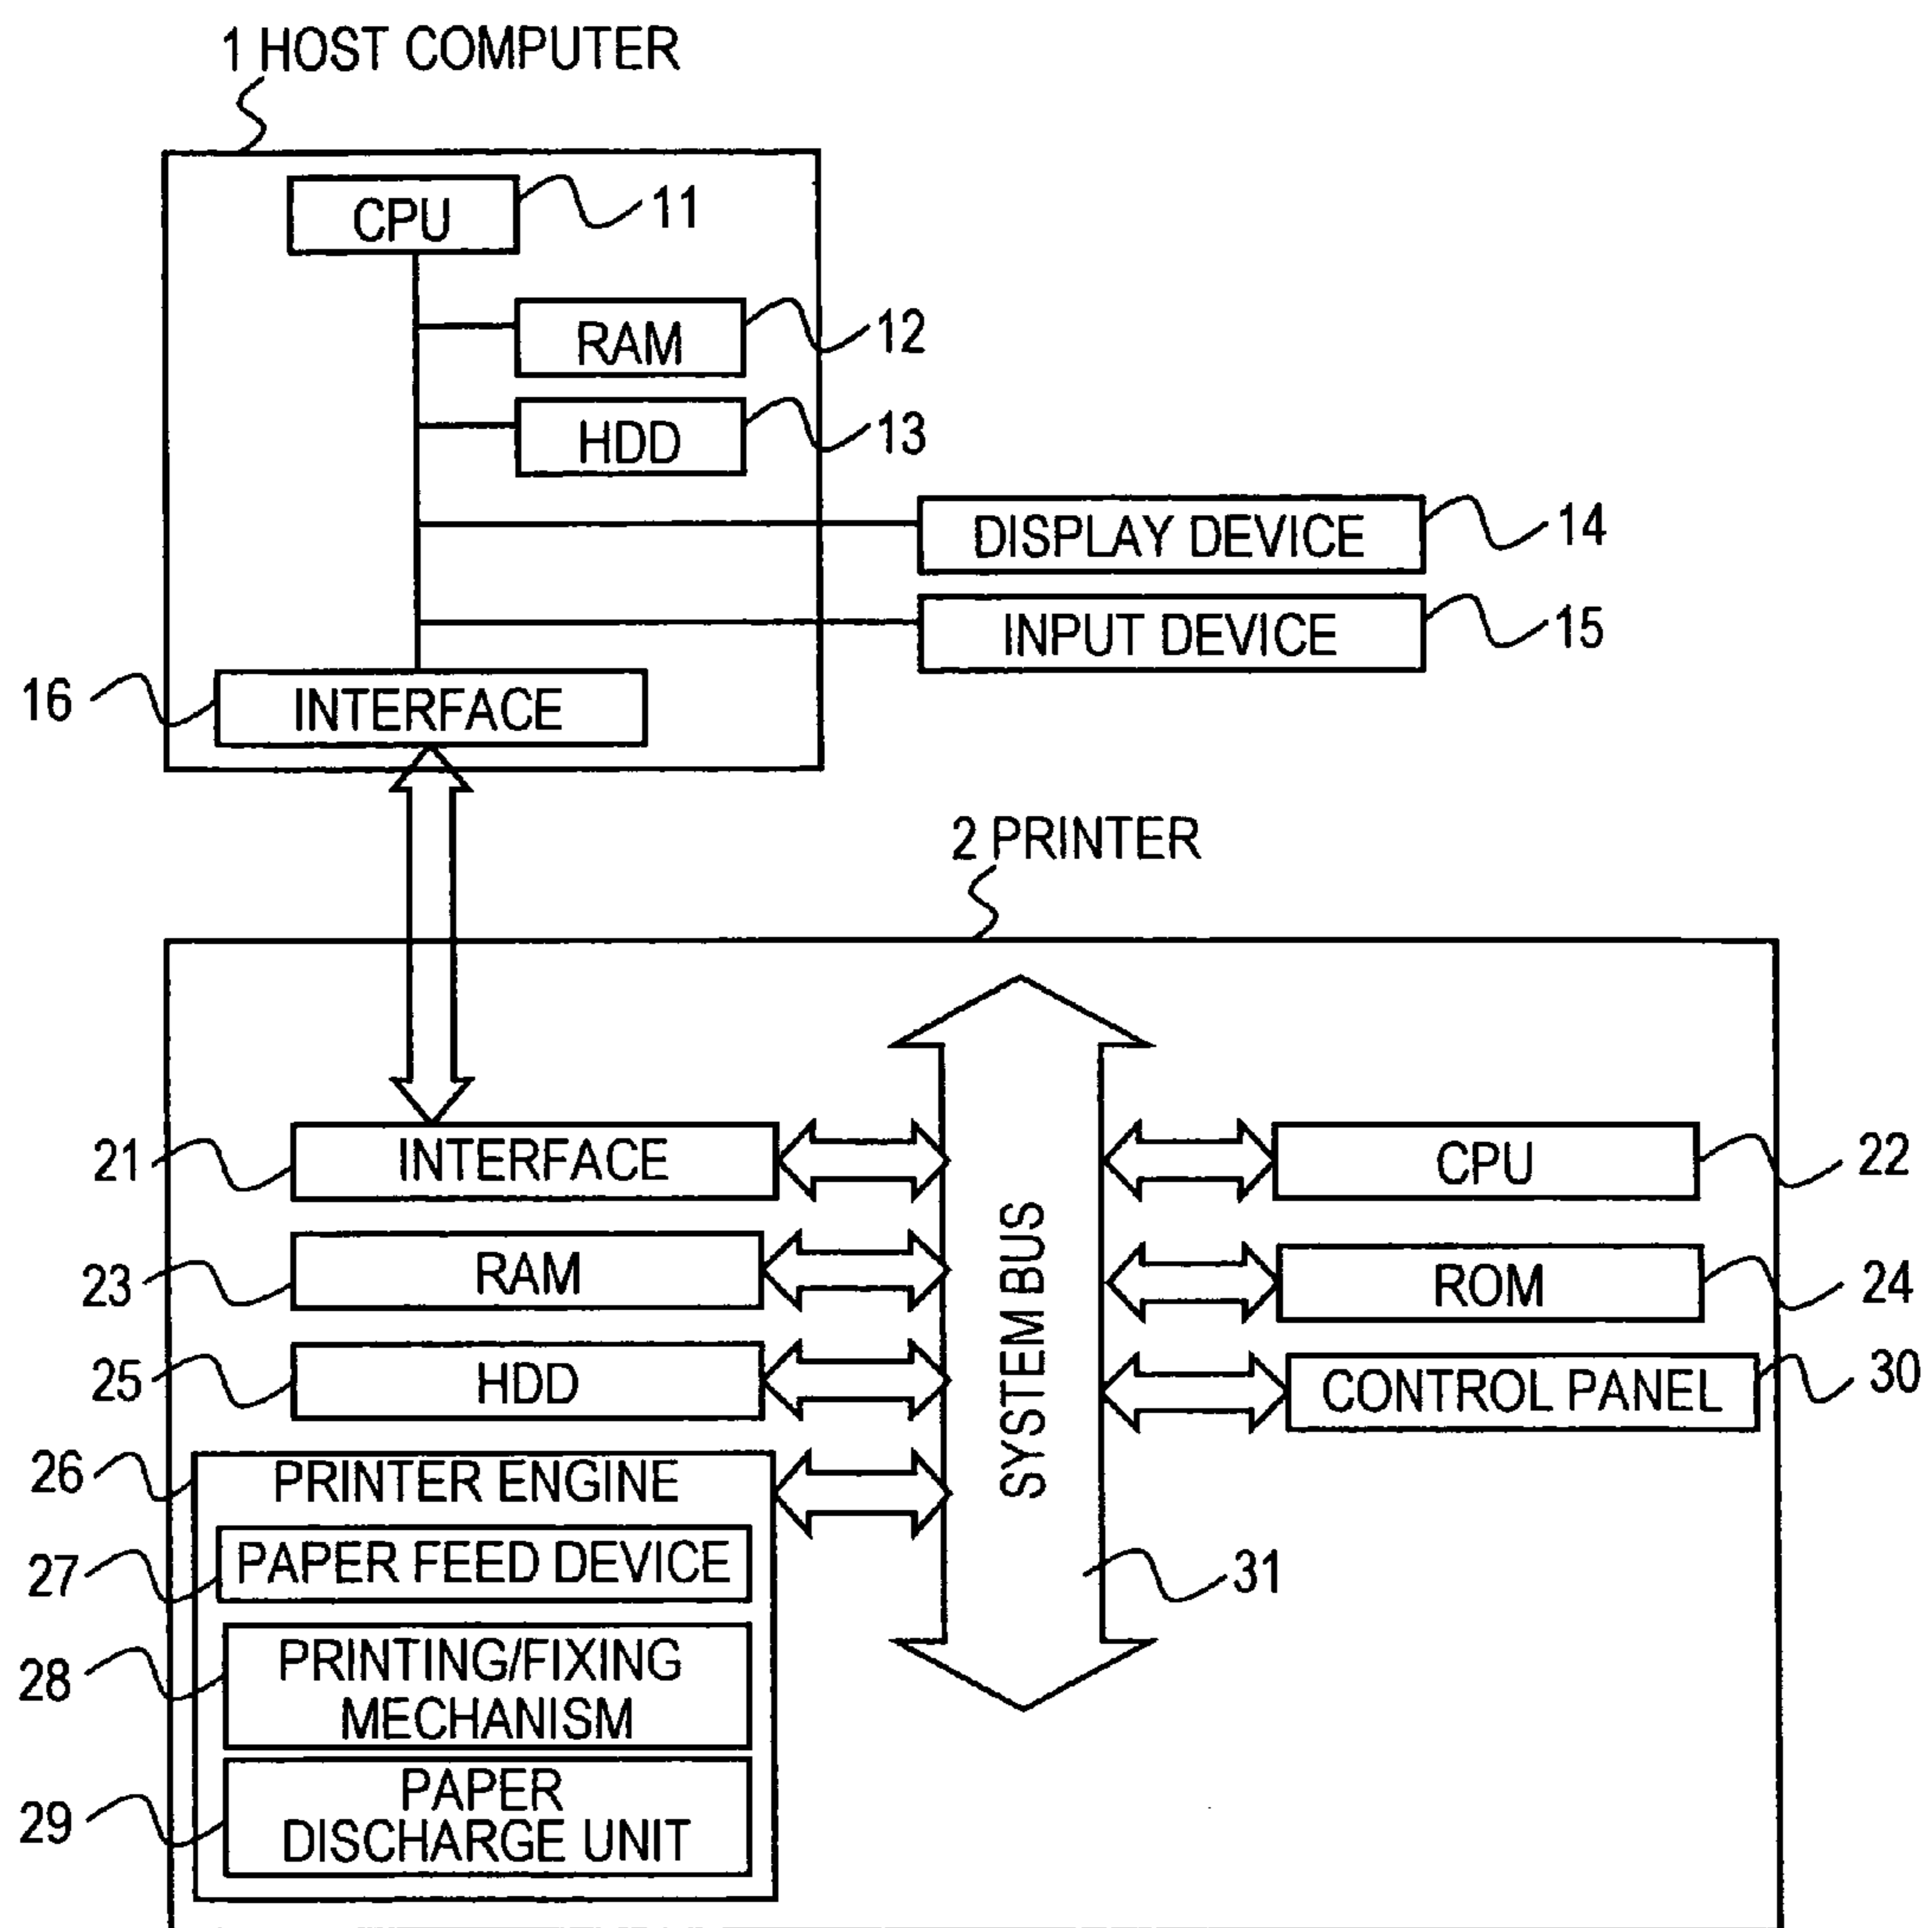 1 HOST COMPUTER
CPU
11
RAM
12
HDD
13
DISPLAY DEVICE
14
INPUT DEVICE
15
16
INTERFACE
2 PRINTER
21
INTERFACE
CPU
22
23
RAM
ROM
24
25
HDD
CONTROL PANEL
30
SYSTEM BUS
31
26
PRINTER ENGINE
27
PAPER FEED DEVICE
28
PRINTING/FIXING
MECHANISM
29
PAPER
DISCHARGE UNIT